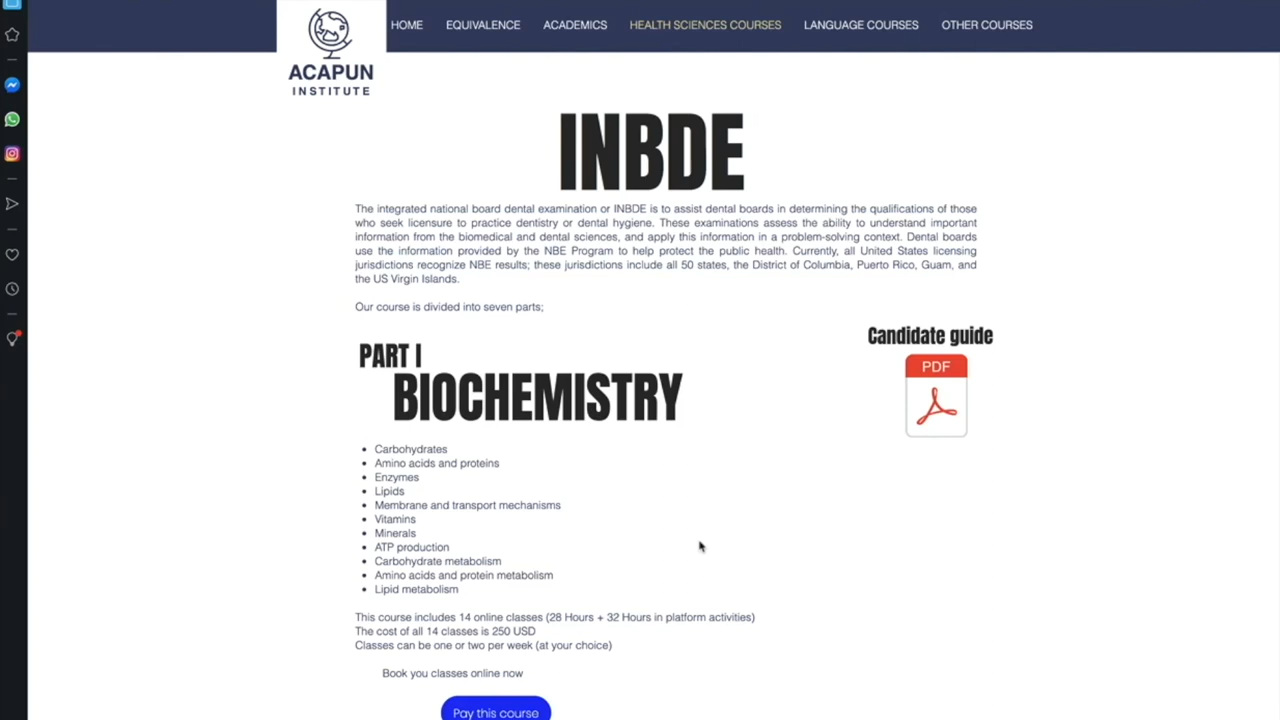 HOME EQUIVALENCE ACADEMICS HEALTH SCIENCES COURSES LANGUAGE COURSES OTHER COURSES
ACAPUN
INSTITUTE
INBDE
The integrated national board dental examination or INBDE is to assist dental boards in determining the qualifications of those
who seek licensure to practice dentistry or dental hygiene. These examinations assess the ability to understand important
information from the biomedical and dental sciences, and apply this information in a problem-solving context. Dental boards
use the information provided by the NBE Program to help protect the public health. Currently, all United States licensing
jurisdictions recognize NBE results; these jurisdictions include all 50 states, the District of Columbia, Puerto Rico, Guam, and
the US Virgin Islands.
Our course is divided into seven parts;
Candidate guide
PDF
PART I
BIOCHEMISTRY
• Carbohydrates
• Amino acids and proteins
• Enzymes
• Lipids
• Membrane and transport mechanisms
• Vitamins
• Minerals
• ATP production
• Carbohydrate metabolism
• Amino acids and protein metabolism
• Lipid metabolism
This course includes 14 online classes (28 Hours + 32 Hours in platform activities)
The cost of all 14 classes is 250 USD
Classes can be one or two per week (at your choice)
Book you classes online now
Pay this course